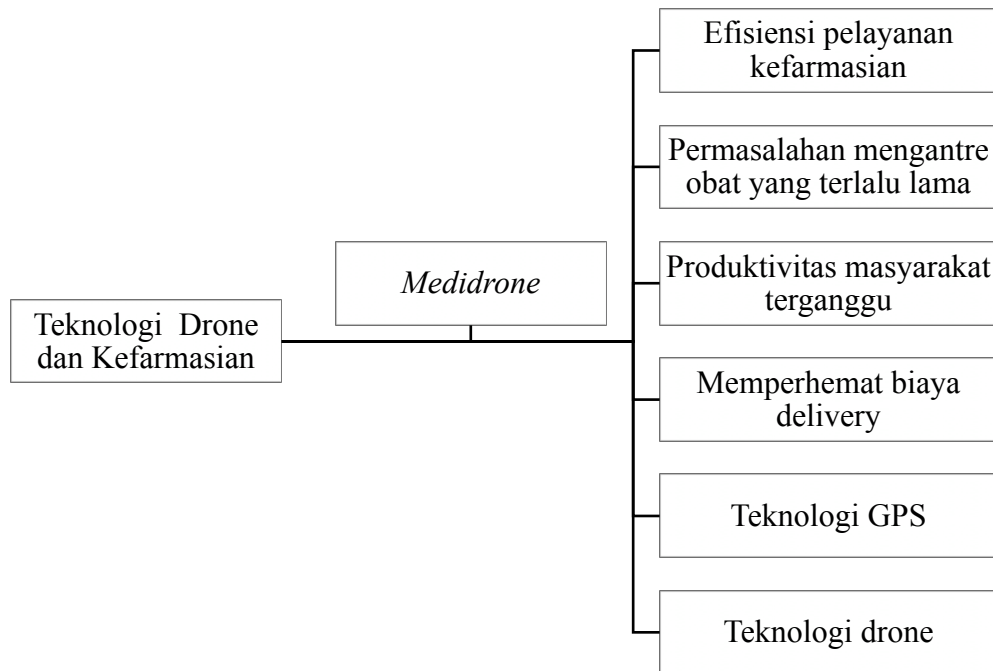 Efisiensi pelayanan
kefarmasian
Permasalahan mengantre
obat yang terlalu lama
Medidrone
Produktivitas masyarakat
terganggu
Teknologi Drone
dan Kefarmasian
Memperhemat biaya
delivery
Teknologi GPS
Teknologi drone